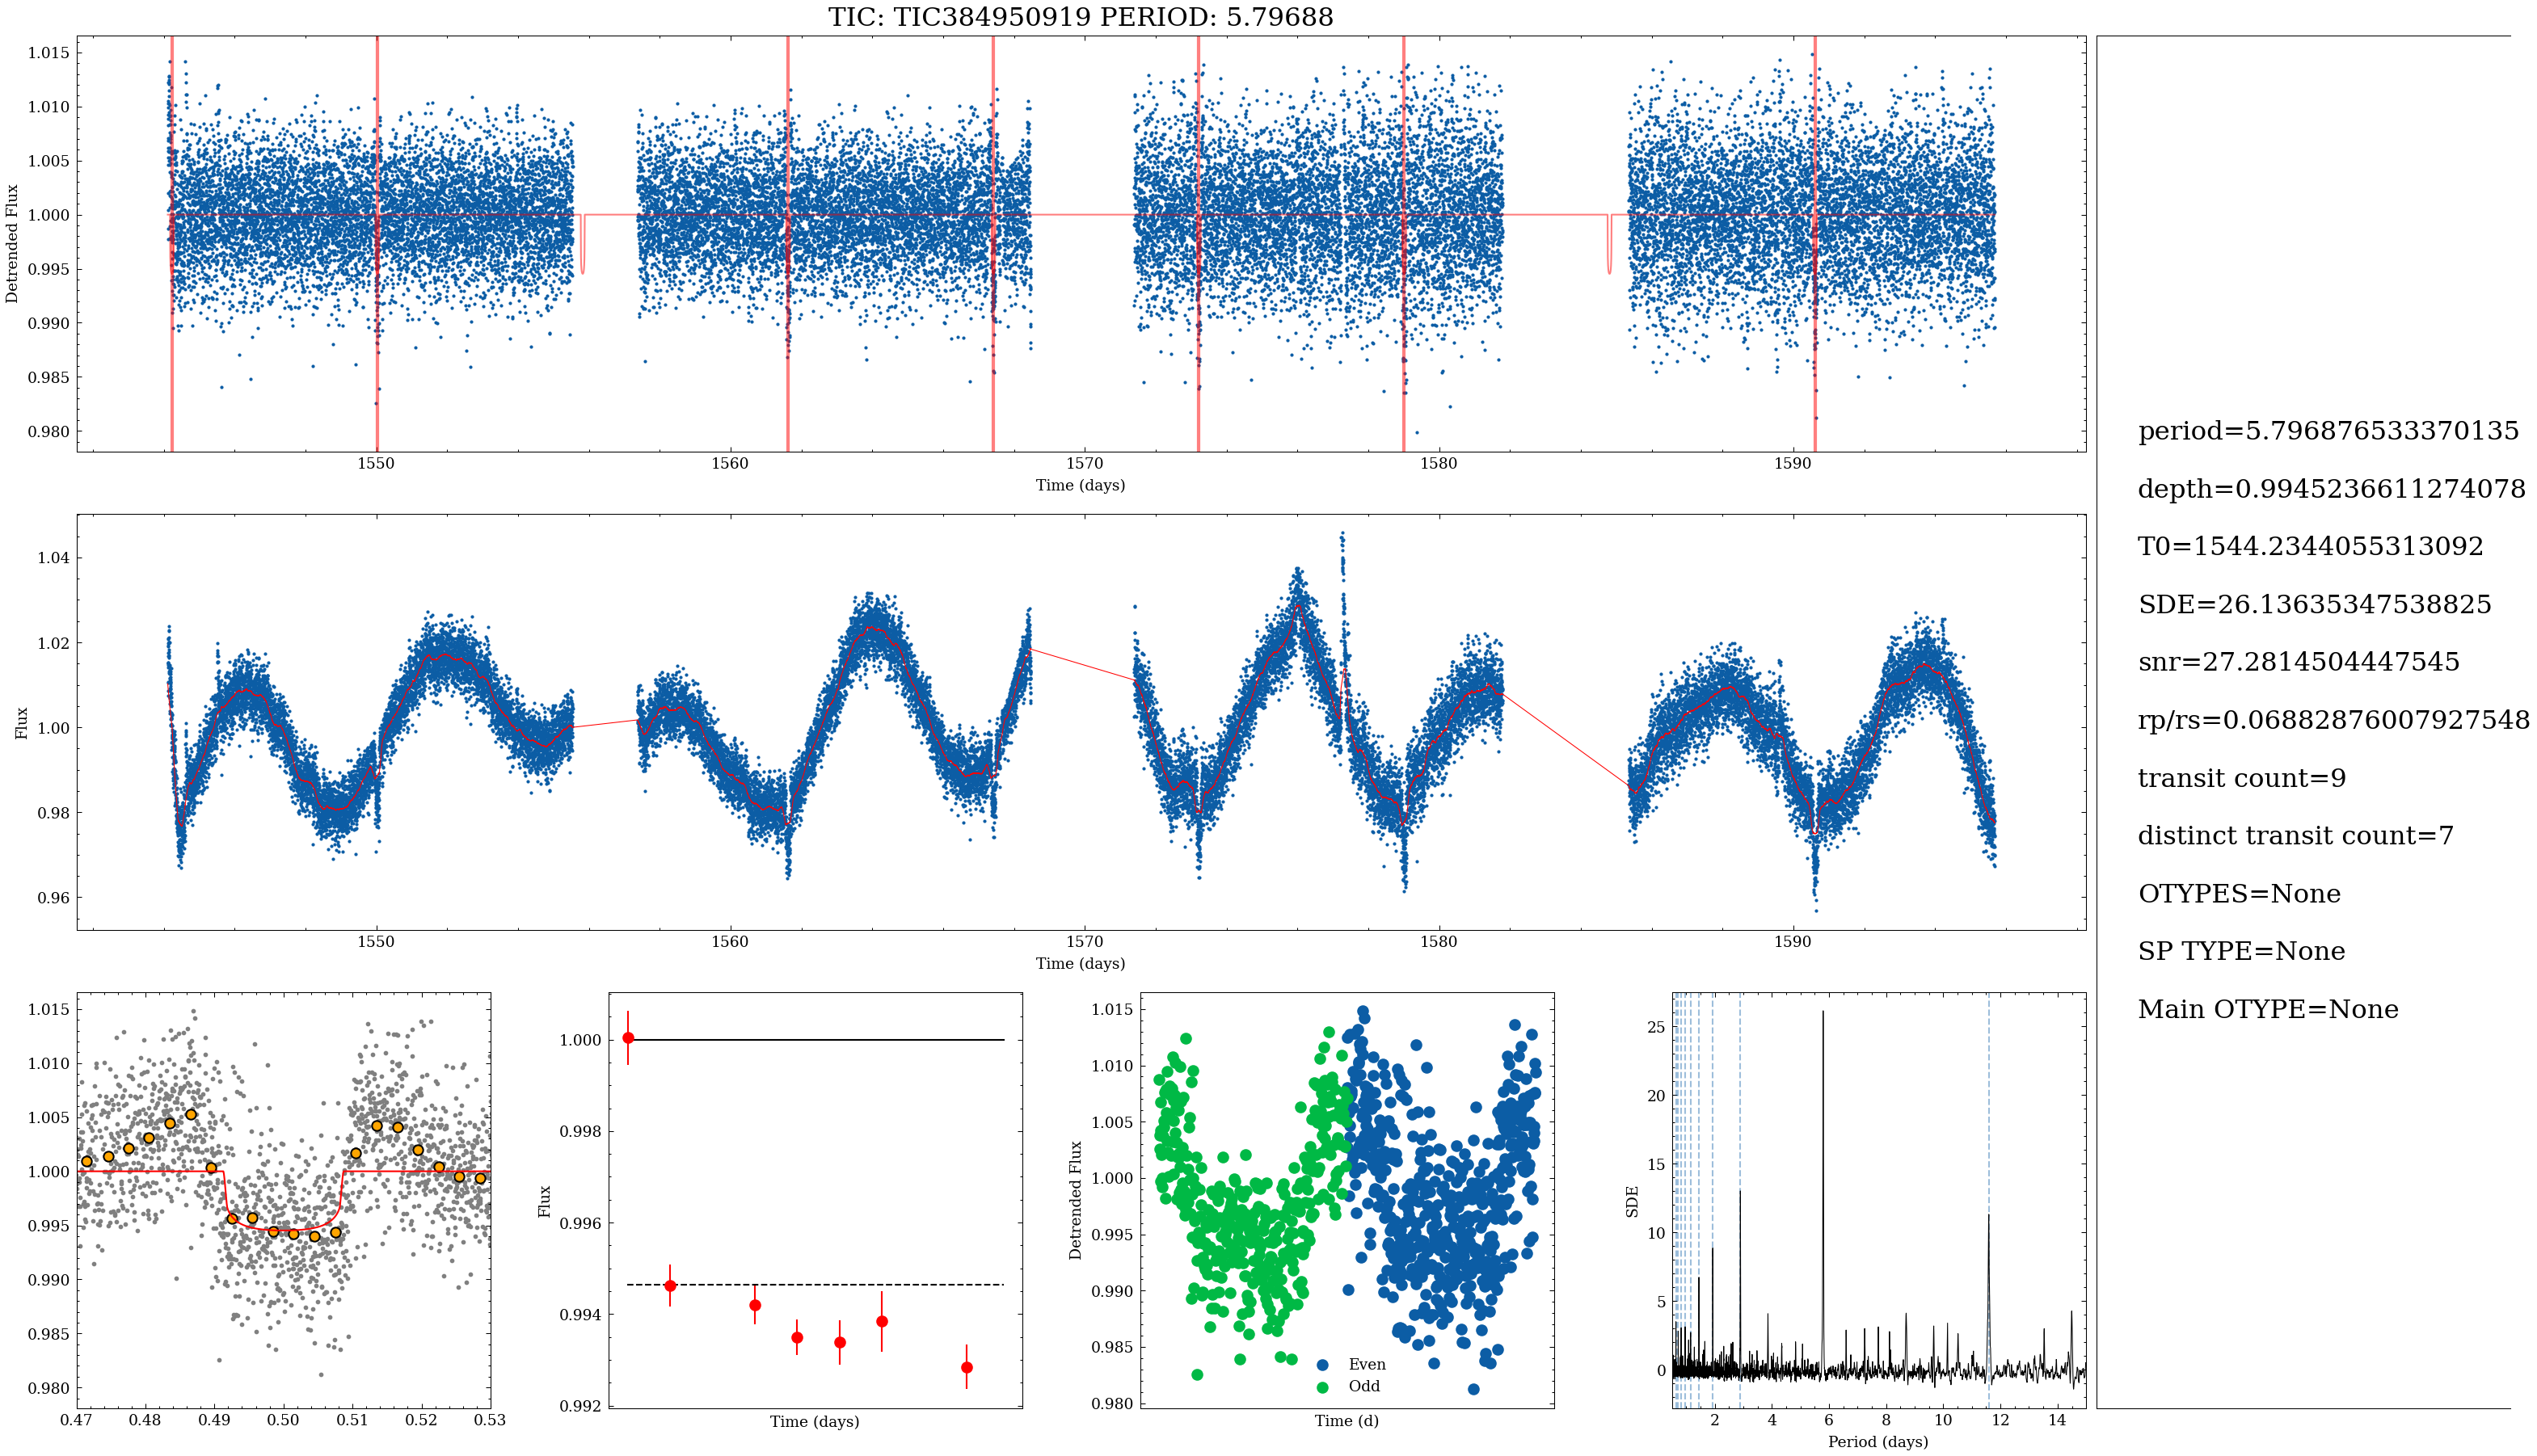 TIC: TIC384950919 PERIOD: 5.79688
1.015
1.010
1.005
1.000
0.995
0.990
0.985
0.980
Detrended Flux
1550
1560
1570
1580
1590
Time (days)
1.04
1.02
1.00
0.98
0.96
Flux
1550
1560
1570
1580
1590
Time (days)
1.015
1.010
1.005
1.000
0.995
0.990
0.985
0.980
0.47
0.48
0.49
0.50
0.51
0.52
0.53
1.000
0.998
0.996
0.994
0.992
Flux
Time (days)
1.015
1.010
1.005
1.000
0.995
0.990
0.985
0.980
Detrended Flux
Even
Odd
Time (d)
25
20
15
10
5
0
SDE
2
4
6
8
10
12
14
Period (days)
period=5.796876533370135
depth=0.9945236611274078
T0=1544.2344055313092
SDE=26.13635347538825
snr=27.2814504447545
rp/rs=0.06882876007927548
transit count=9
distinct transit count=7
OTYPES=None
SP TYPE=None
Main OTYPE=None